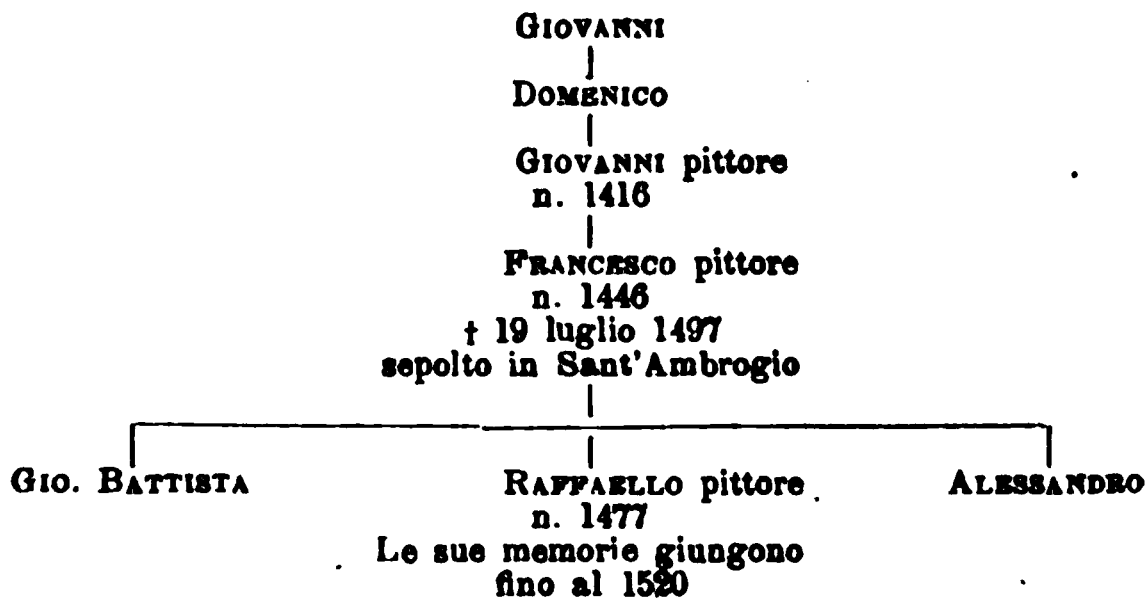 GIOVANNI
DOMENICO
GIOVANNI pittore
n. 1416
FRANCESCO pittore
n. 1446
† 19 luglio 1497
sepolto in Sant'Ambrogio
GIO. BATTISTA RAFFAELLO pittore ALESSANDRO
n. 1477
Le sue memorie giungono
fino al 1520